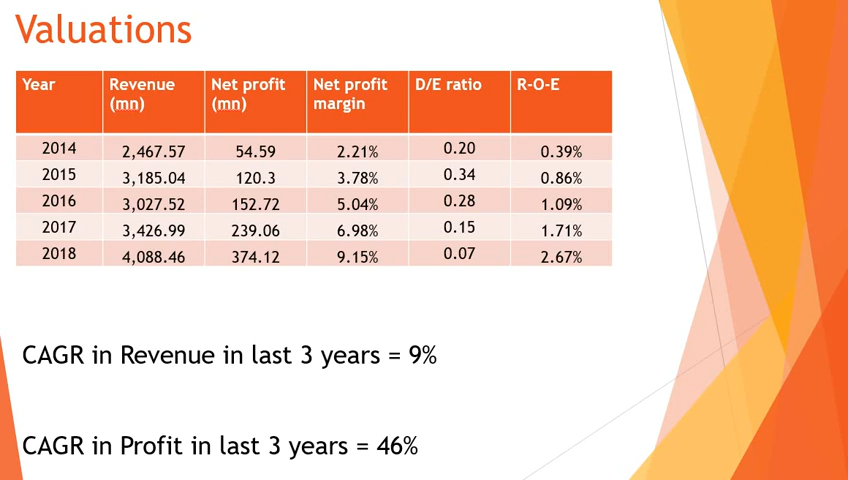 Valuations
Year Revenue (mn) Net profit (mn) Net profit margin D/E ratio R-O-E
2014 2,467.57 54.59 2.21% 0.20 0.39%
2015 3,185.04 120.3 3.78% 0.34 0.86%
2016 3,027.52 152.72 5.04% 0.28 1.09%
2017 3,426.99 239.06 6.98% 0.15 1.71%
2018 4,088.46 374.12 9.15% 0.07 2.67%
CAGR in Revenue in last 3 years = 9%
CAGR in Profit in last 3 years = 46%